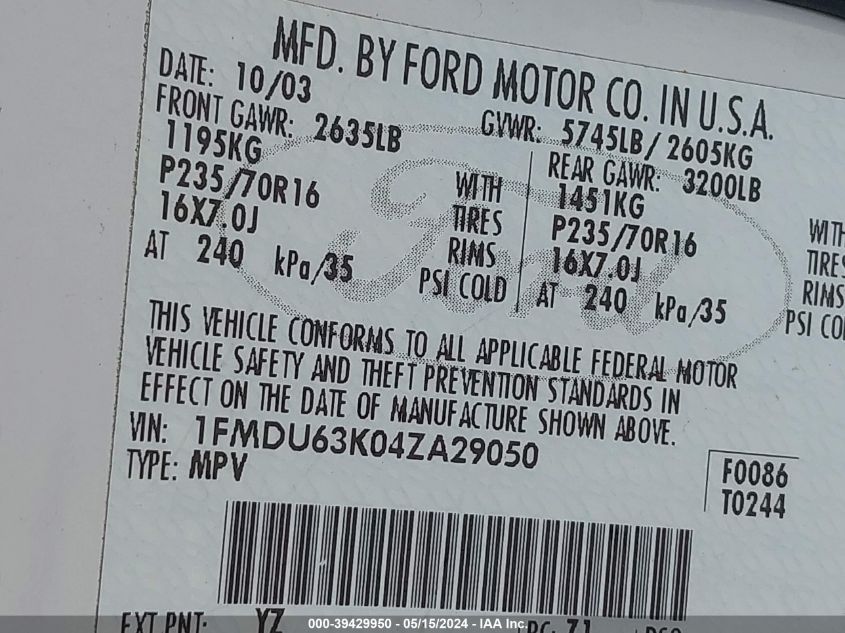 MFD. BY FORD MOTOR CO. IN U.S.A.
DATE: 10/03 GVWR: 5745LB/2605KG
FRONT GAWR: 2635LB REAR GAWR: 3200LB
1195KG WITH 1451KG WITH
P235/70R16 TIRES P235/70R16 TIRES
16X7.0J RIMS 16X7.0J RIMS
AT 240 kPa/35 PSI COLD AT 240 kPa/35 PSI CO
THIS VEHICLE CONFORMS TO ALL APPLICABLE FEDERAL MOTOR
VEHICLE SAFETY AND THEFT PREVENTION STANDARDS IN
EFFECT ON THE DATE OF MANUFACTURE SHOWN ABOVE.
VIN: 1FMDU63K04ZA29050
TYPE: MPV
F0086
T0244
EXT PNT: YZ RC: 71
Ford
000-39429950 - 05/15/2024 - IAA Inc.